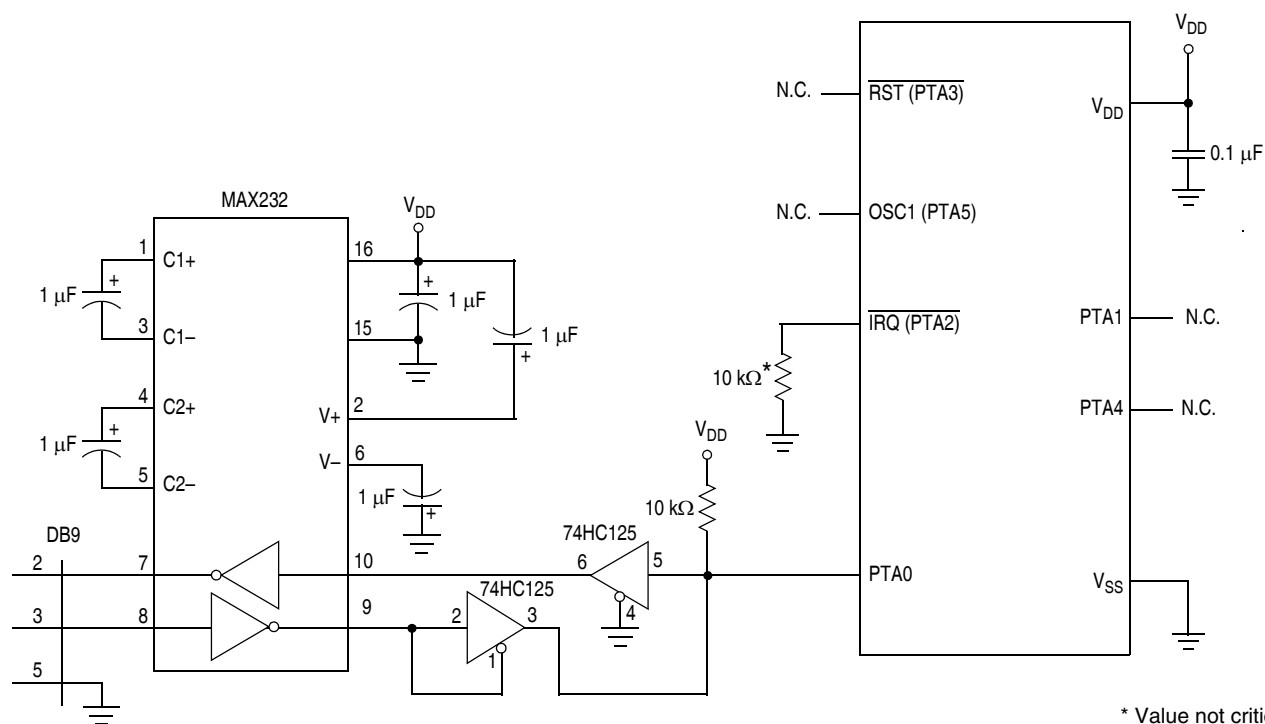 V_DD
N.C.
RST (PTA3)
V_DD
0.1 μF
MAX232
V_DD
N.C.
OSC1 (PTA5)
1
C1+
16
+
1 μF
+
1 μF
3
C1–
15
1 μF
+
IRQ (PTA2)
PTA1
N.C.
10 kΩ*
4
C2+
V+
2
PTA4
N.C.
1 μF
+
V_DD
V–
6
5
C2–
1 μF
+
10 kΩ
DB9
74HC125
2
7
10
6
5
PTA0
V_SS
74HC125
4
3
8
9
2
3
1
5
* Value not criti